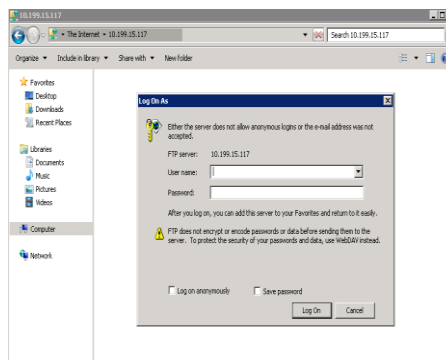 10.199.15.117
The Internet 10.199.15.117
Search 10.199.15.117
Organize Include in library Share with New folder
Favorites
Desktop
Downloads
Recent Places
Libraries
Documents
Music
Pictures
Videos
Computer
Network
Log On As
Either the server does not allow anonymous logins or the e-mail address was not
accepted.
FTP server: 10.199.15.117
User name:
Password:
After you log on, you can add this server to your Favorites and return to it easily.
FTP does not encrypt or encode passwords or data before sending them to the
server. To protect the security of your passwords and data, use WebDAV instead.
Log on anonymously Save password
Log On Cancel